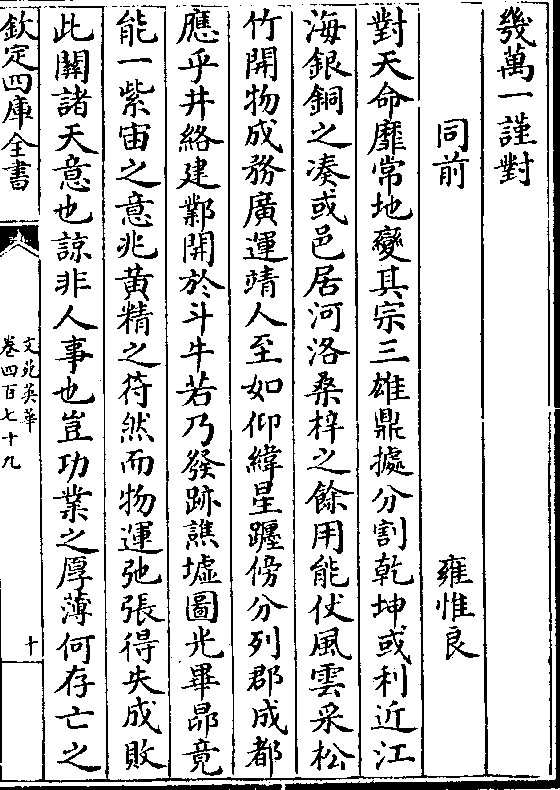 幾萬一謹對
同前　雍惟良
對天命靡常地變其宗三雄鼎據分割乾坤或利近江
海銀銅之湊或邑居河洛桑梓之餘用能伏風雲采松
竹開物成務廣運靖人至如仰緯星躔傍分列郡成都
應乎井絡建鄴開於斗牛若乃發跡譙墟圖光畢昴竟
能一紫宙之意兆黃精之符然而物運弛張得失成敗
此關諸天意也諒非人事也豈功業之厚薄何存亡之
欽定四庫全書
文苑英華
卷四百七十九
十